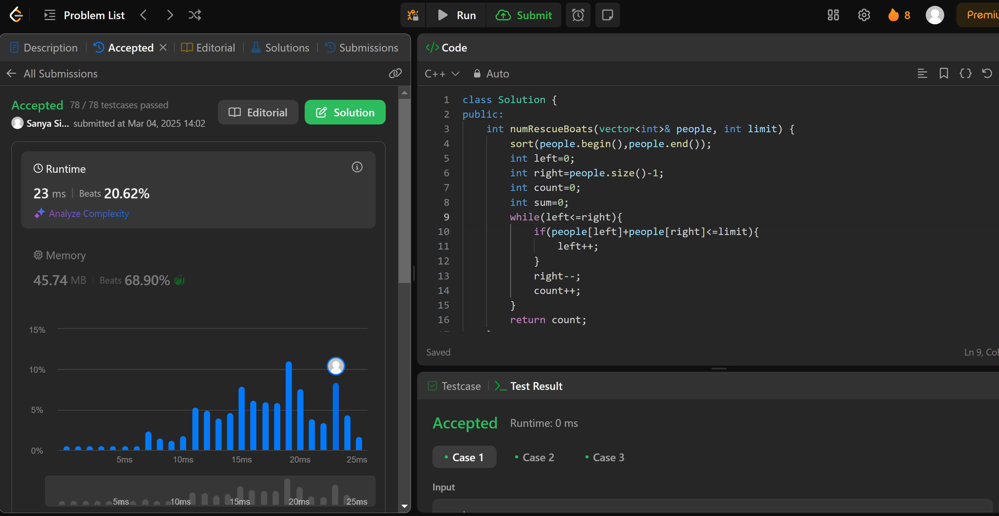 Problem List
Run
Submit
8
Premiu
Description
Accepted
Editorial
Solutions
Submissions
All Submissions
Accepted 78 / 78 testcases passed
Sanya Si... submitted at Mar 04, 2025 14:02
Editorial
Solution
Runtime
23 ms | Beats 20.62%
Analyze Complexity
Memory
45.74 MB | Beats 68.90%
15%
10%
5%
0%
5ms 10ms 15ms 20ms 25ms
5ms 10ms 15ms 20ms 25ms
</> Code
C++ Auto
1 class Solution {
2 public:
3     int numRescueBoats(vector<int>& people, int limit) {
4         sort(people.begin(),people.end());
5         int left=0;
6         int right=people.size()-1;
7         int count=0;
8         int sum=0;
9         while(left<=right){
10             if(people[left]+people[right]<=limit){
11                 left++;
12             }
13             right--;
14             count++;
15         }
16         return count;
Saved
Ln 9, Col
Testcase
>_ Test Result
Accepted Runtime: 0 ms
• Case 1 • Case 2 • Case 3
Input